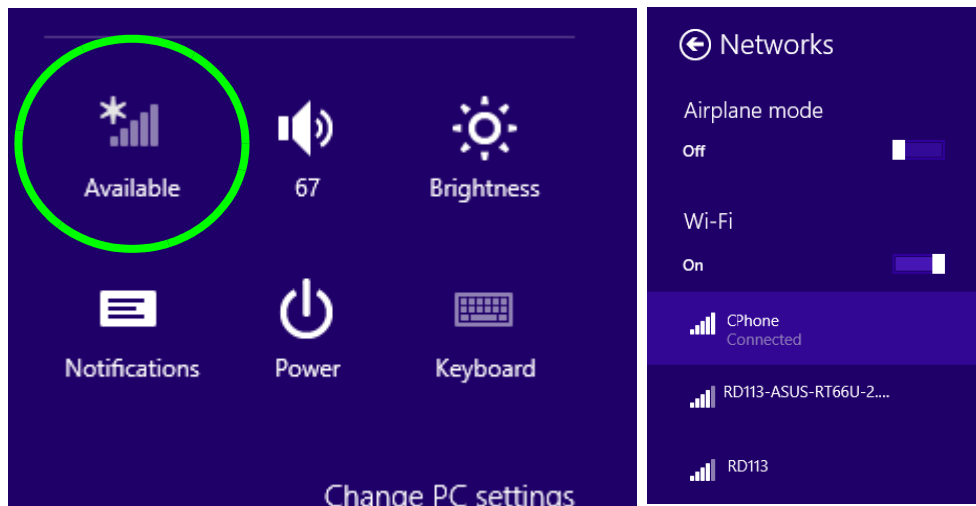 Available
67
Brightness
Notifications
Power
Keyboard
Change PC settings
Networks
Airplane mode
Off
Wi-Fi
On
CPhone
Connected
RD113-ASUS-RT66U-2....
RD113